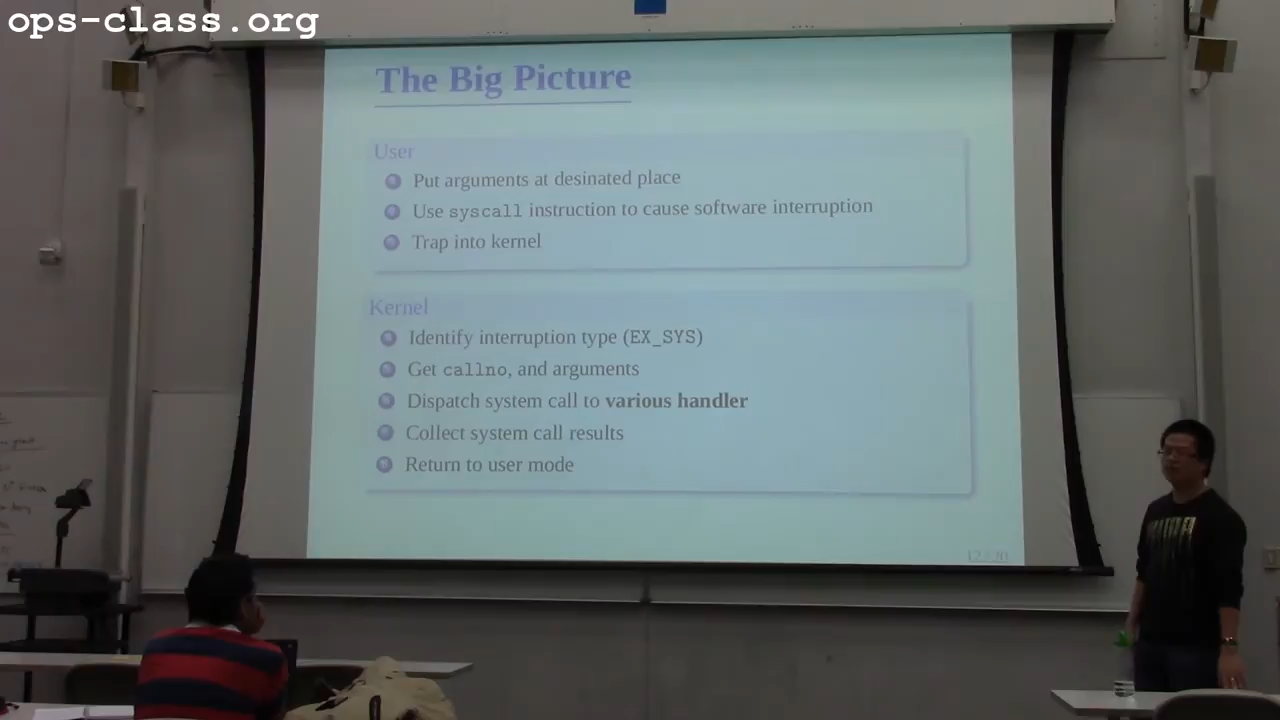 ops-class.org
The Big Picture
User
Put arguments at desinated place
Use syscall instruction to cause software interruption
Trap into kernel
Kernel
Identify interruption type (EX_SYS)
Get callno, and arguments
Dispatch system call to various handler
Collect system call results
Return to user mode
12 / 20